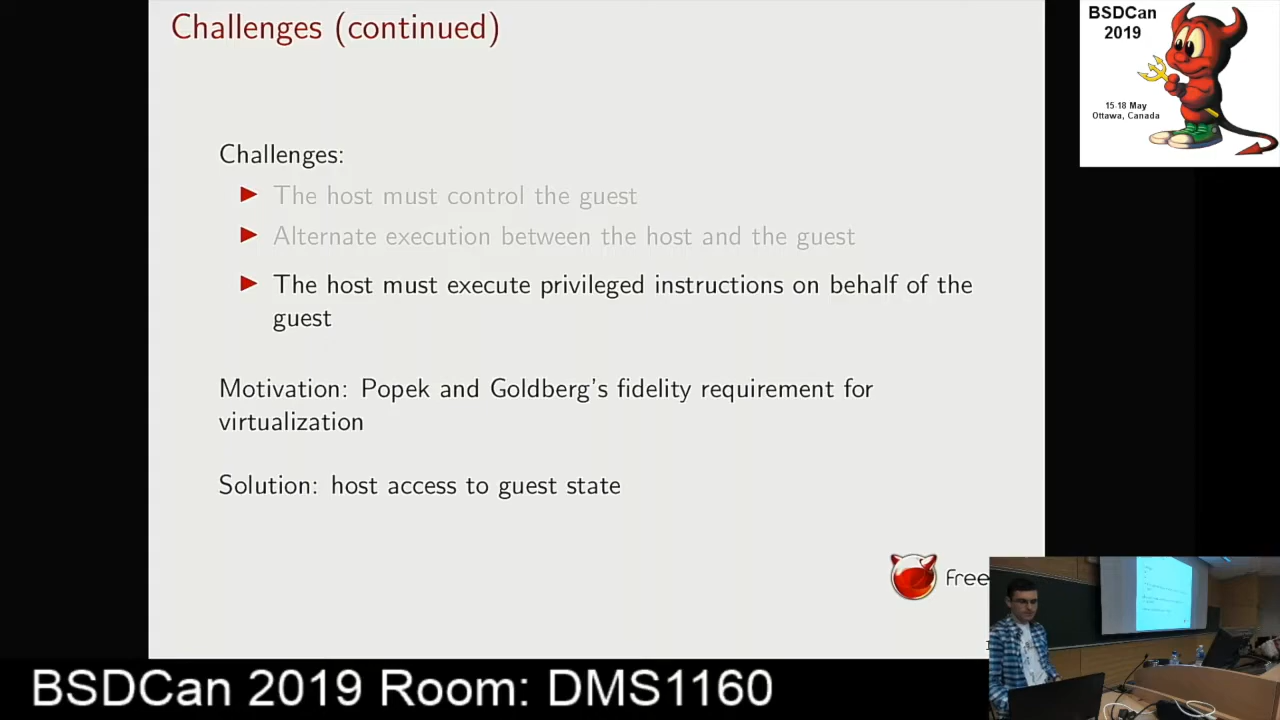 Challenges (continued)
BSDCan
2019
15 18 May
Ottawa, Canada
Challenges:
The host must control the guest
Alternate execution between the host and the guest
The host must execute privileged instructions on behalf of the
guest
Motivation: Popek and Goldberg's fidelity requirement for
virtualization
Solution: host access to guest state
Free
BSDCan 2019 Room: DMS1160